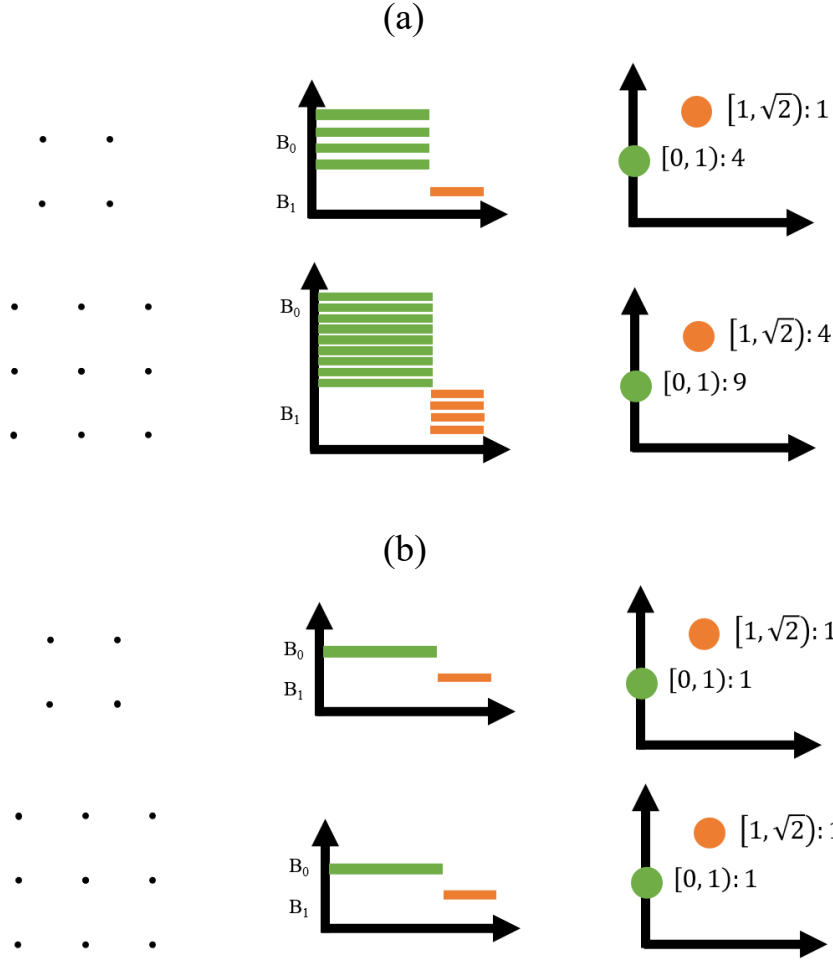 (a)
B₀
B₁
[1, √2): 1
[0, 1): 4
B₀
B₁
[1, √2): 4
[0, 1): 9
(b)
B₀
B₁
[1, √2): 1
[0, 1): 1
B₀
B₁
[1, √2): 1
[0, 1): 1